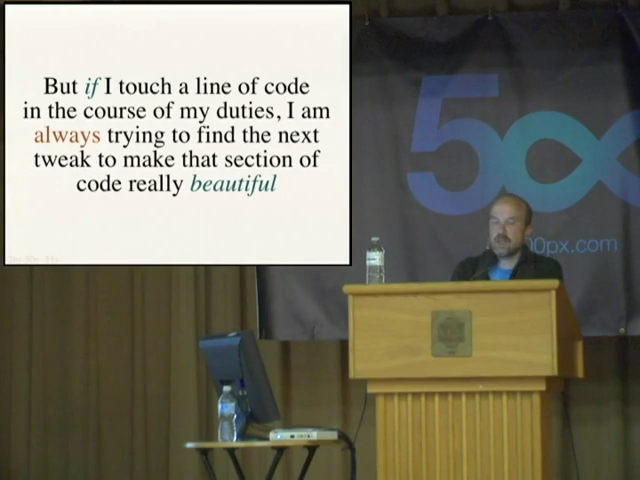 But if I touch a line of code
in the course of my duties, I am
always trying to find the next
tweak to make that section of
code really beautiful
500px.com